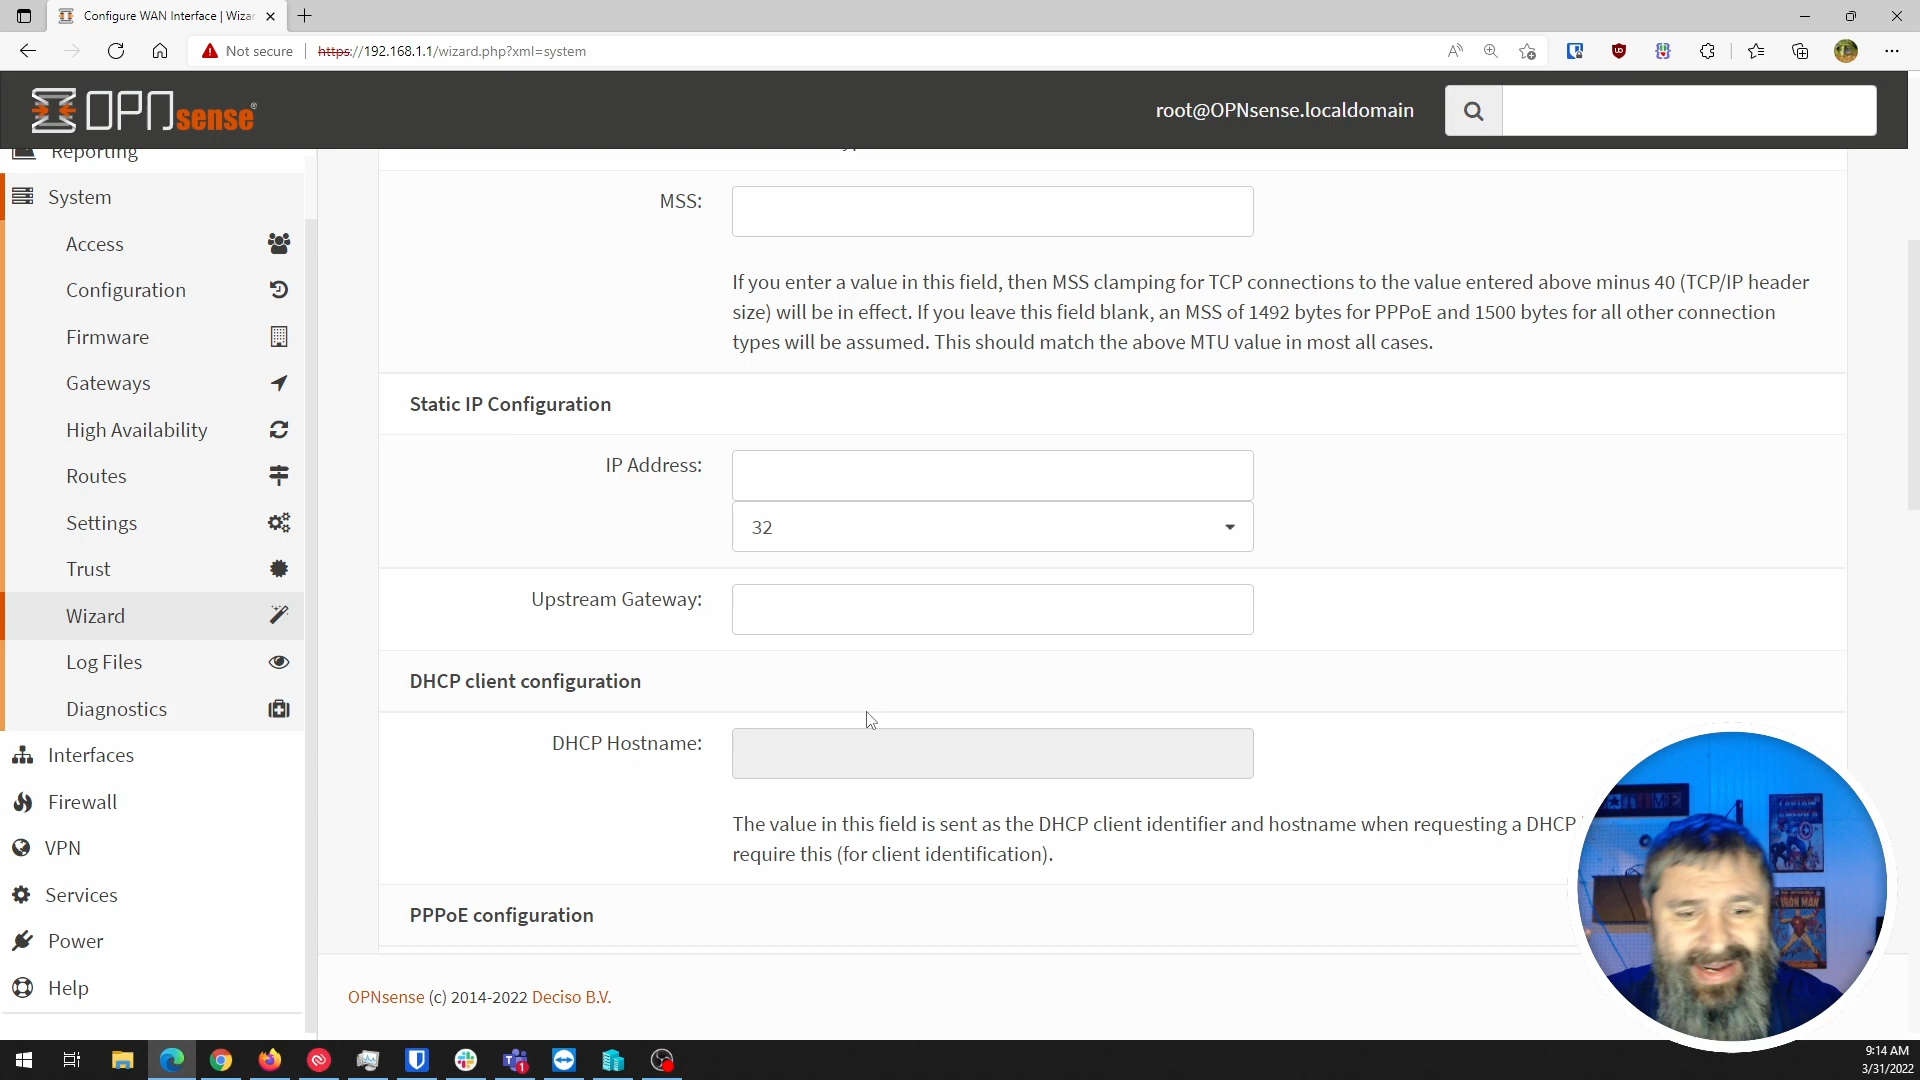 Configure WAN Interface | Wizar
Not secure
https://192.168.1.1/wizard.php?xml=system
OPNsense®
root@OPNsense.localdomain
Reporting
System
Access
Configuration
Firmware
Gateways
High Availability
Routes
Settings
Trust
Wizard
Log Files
Diagnostics
Interfaces
Firewall
VPN
Services
Power
Help
MSS:
If you enter a value in this field, then MSS clamping for TCP connections to the value entered above minus 40 (TCP/IP header
size) will be in effect. If you leave this field blank, an MSS of 1492 bytes for PPPoE and 1500 bytes for all other connection
types will be assumed. This should match the above MTU value in most all cases.
Static IP Configuration
IP Address:
32
Upstream Gateway:
DHCP client configuration
DHCP Hostname:
The value in this field is sent as the DHCP client identifier and hostname when requesting a DHCP
require this (for client identification).
PPPoE configuration
OPNsense (c) 2014-2022 Deciso B.V.
IRON MAN
9:14 AM
3/31/2022